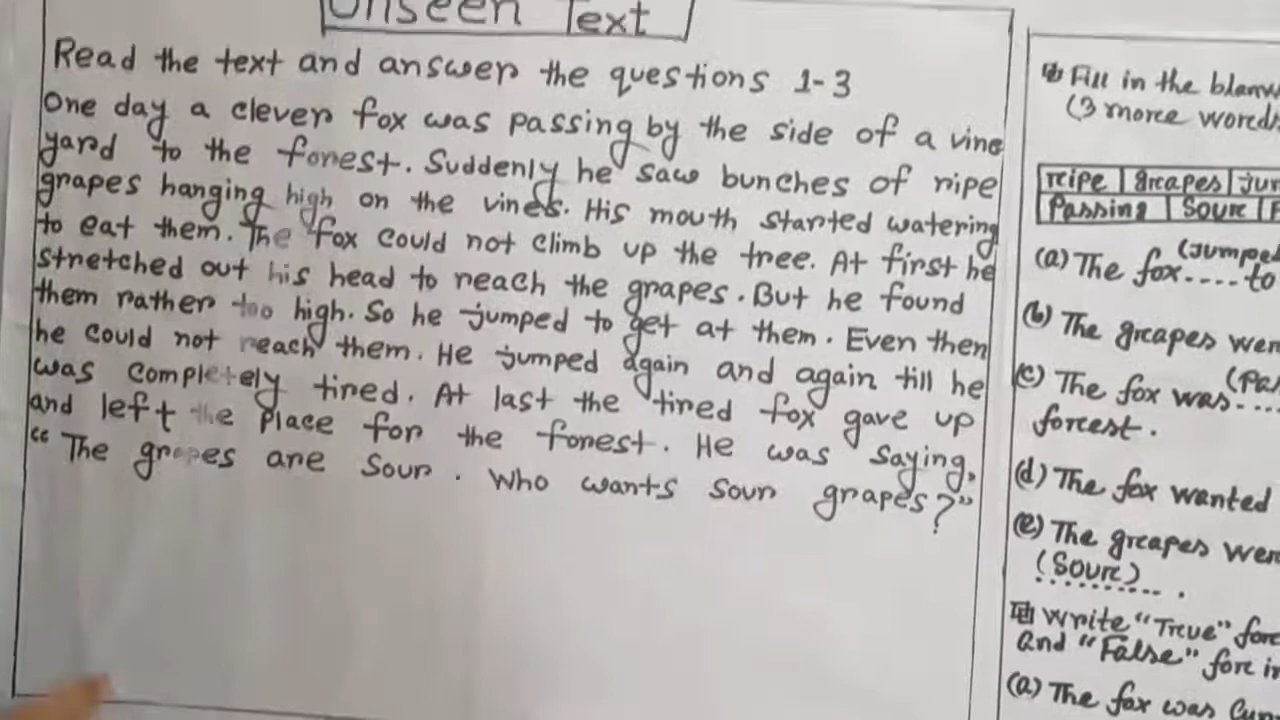 Unseen Text
Read the text and answer the questions 1-3
One day a clever fox was passing by the side of a vine
yard to the forest. Suddenly he saw bunches of ripe
grapes hanging high on the vines. His mouth started watering
to eat them. The fox could not climb up the tree. At first he
stretched out his head to reach the grapes. But he found
them rather too high. So he jumped to get at them. Even then
he could not reach them. He jumped again and again till he
was completely tired. At last the tired fox gave up
and left the place for the forest. He was saying,
"The grapes are sour. Who wants sour grapes?"
Fill in the
(3 more
ripe grapes
Passing Sour
(a) The fox.... to
(b) The grapes
(c) The fox was....
forest.
(d) The fox wanted
(e) The grapes
(Sour)
..........
Write "True" for
and "False" for
(a) The fox was